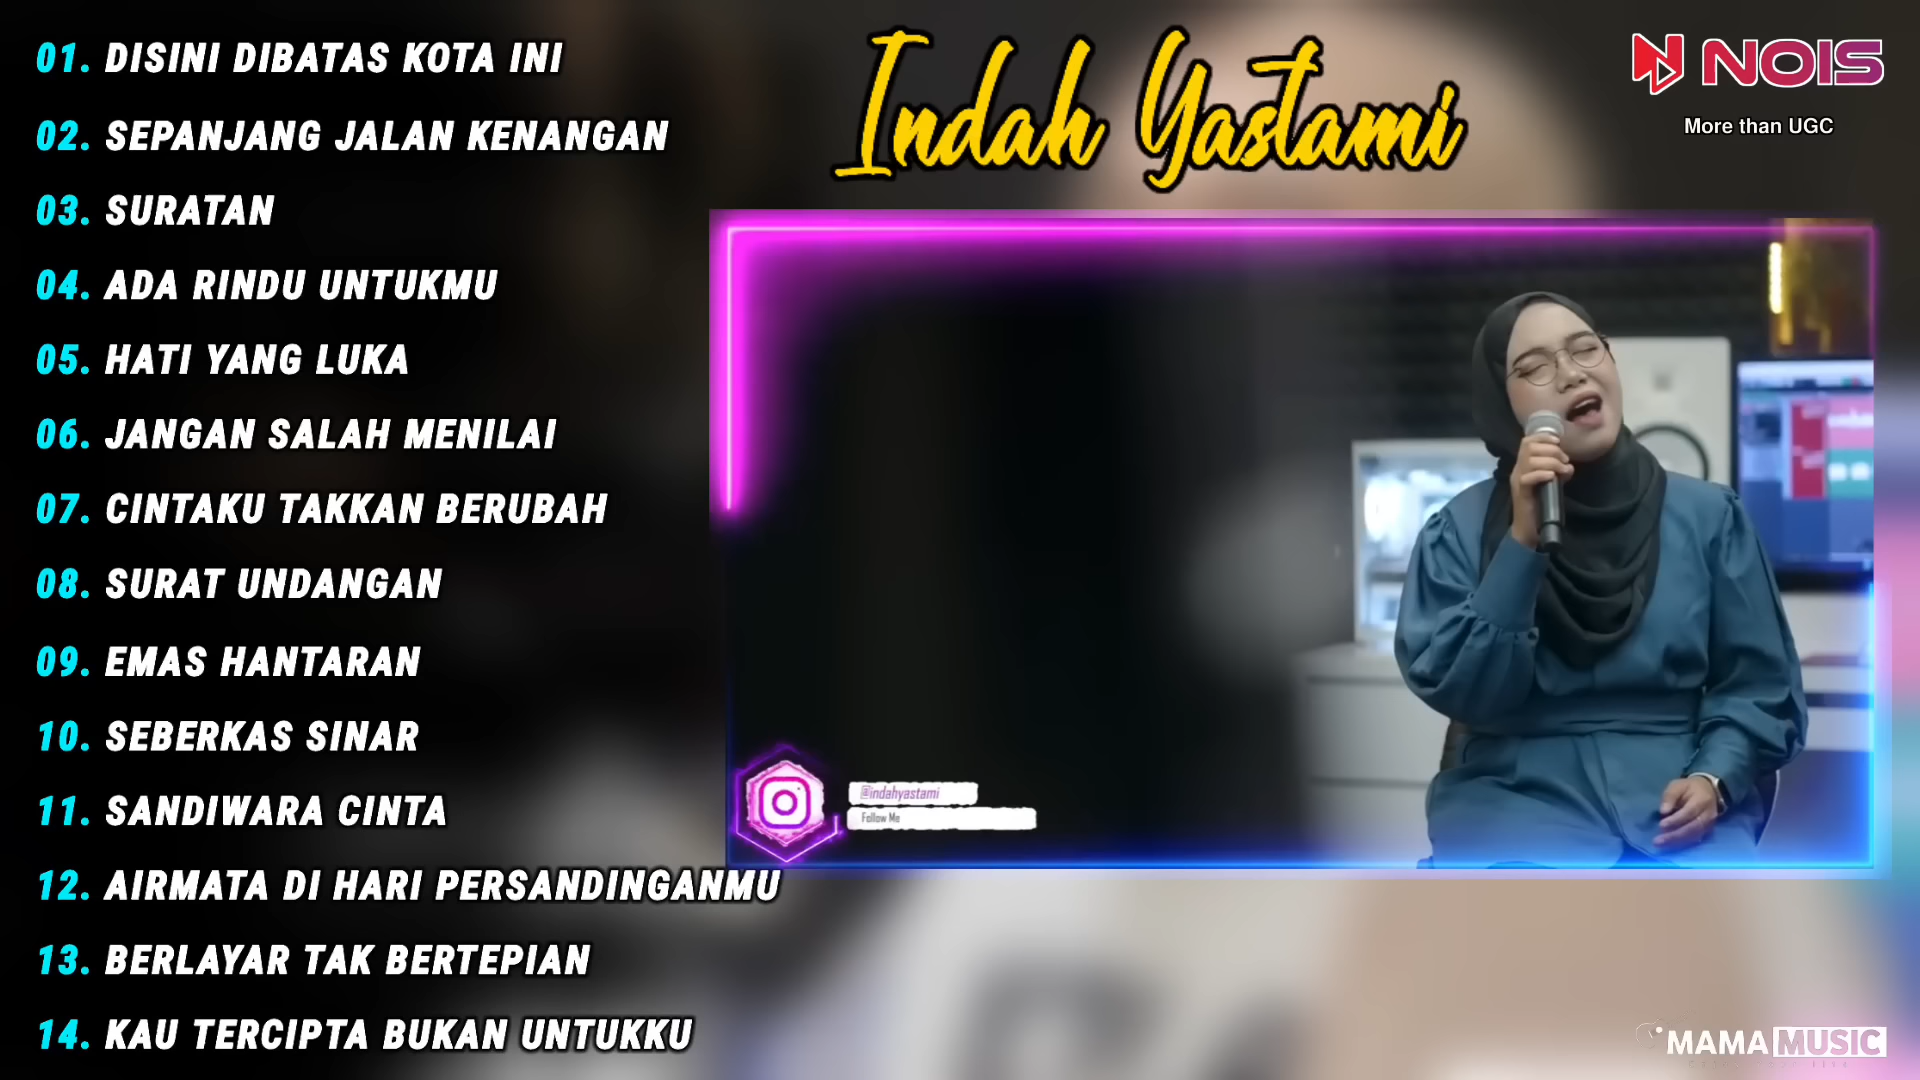 01. DISINI DIBATAS KOTA INI
02. SEPANJANG JALAN KENANGAN
03. SURATAN
04. ADA RINDU UNTUKMU
05. HATI YANG LUKA
06. JANGAN SALAH MENILAI
07. CINTAKU TAKKAN BERUBAH
08. SURAT UNDANGAN
09. EMAS HANTARAN
10. SEBERKAS SINAR
11. SANDIWARA CINTA
12. AIRMATA DI HARI PERSANDINGANMU
13. BERLAYAR TAK BERTEPIAN
14. KAU TERCIPTA BUKAN UNTUKKU
Indah Yastami
NOIS
More than UGC
@indahyastami
Follow Me
MAMA MUSIC